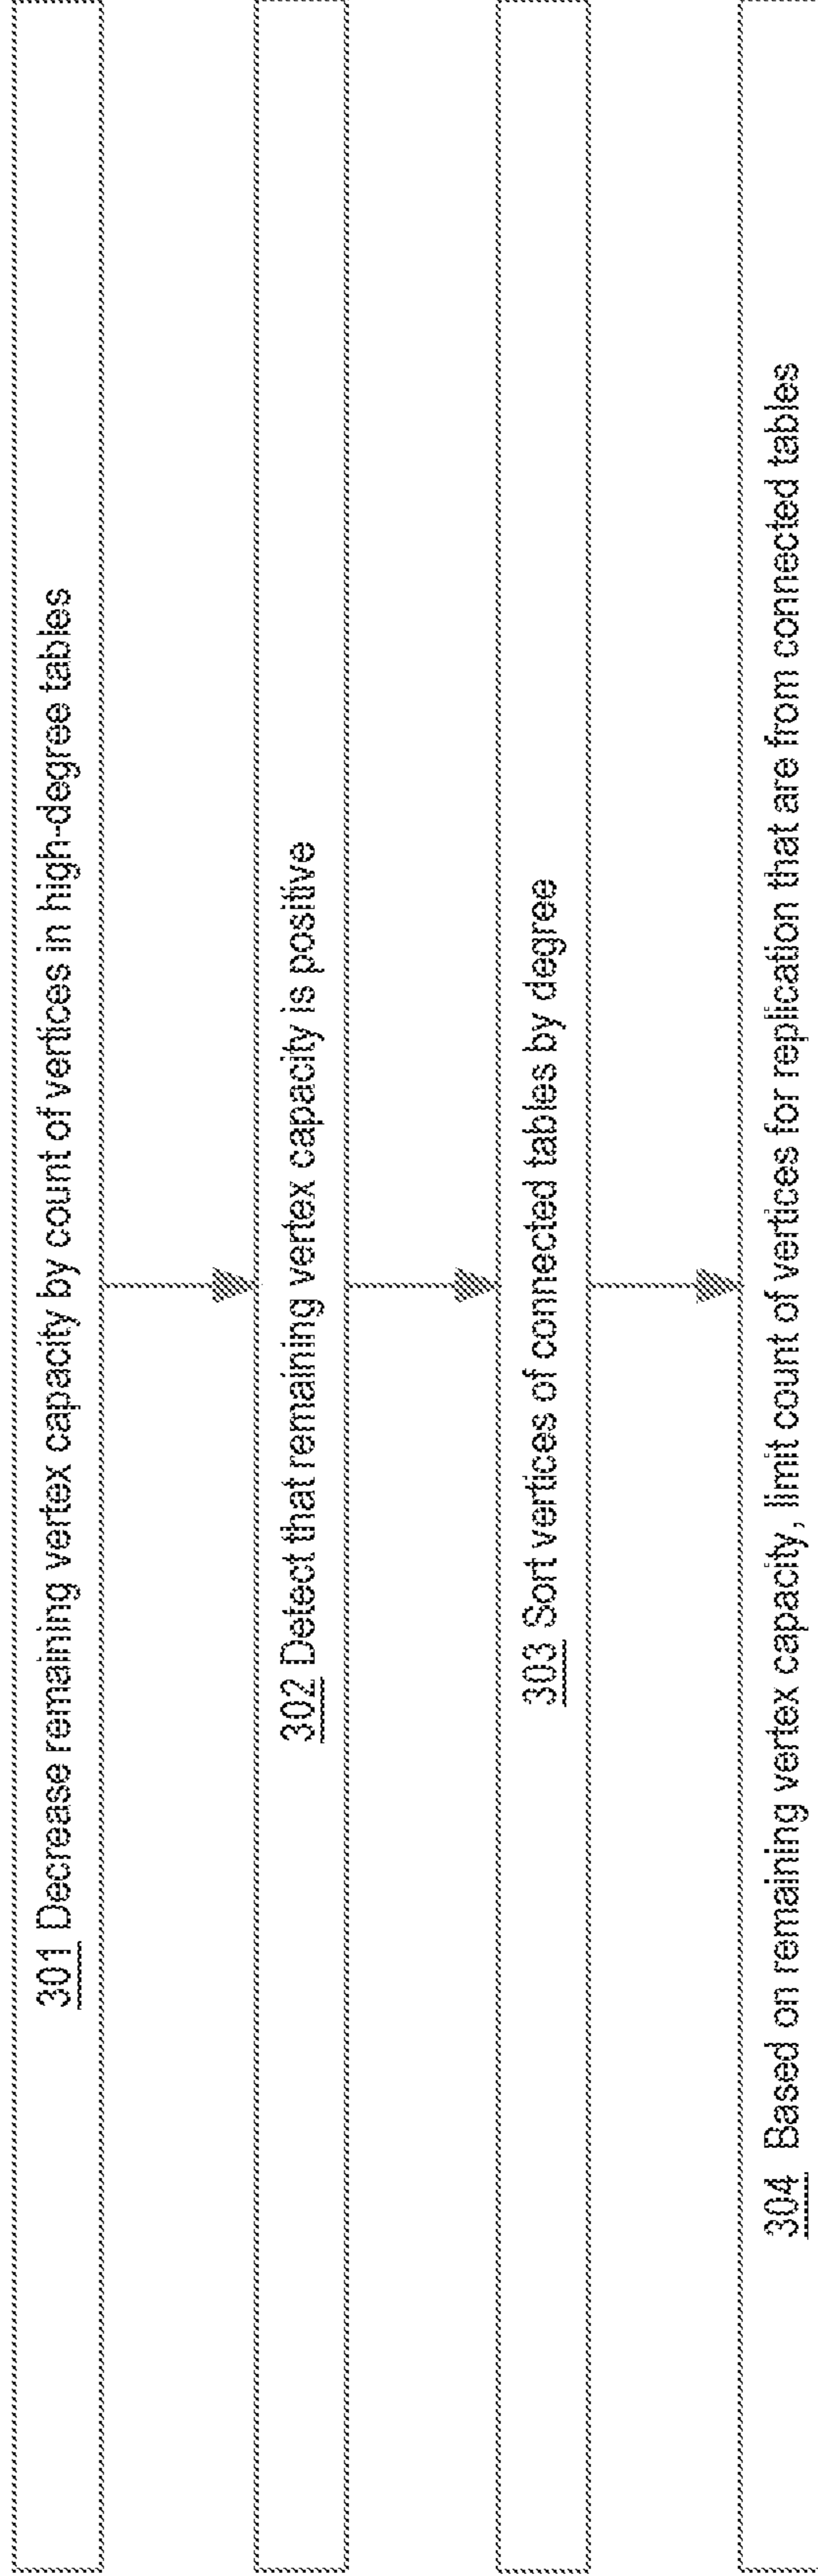 301 Decrease remaining vertex capacity by count of vertices in high-degree tables
302 Detect that remaining vertex capacity is positive
303 Sort vertices of connected tables by degree
304 Based on remaining vertex capacity, limit count of vertices for replication that are from connected tables